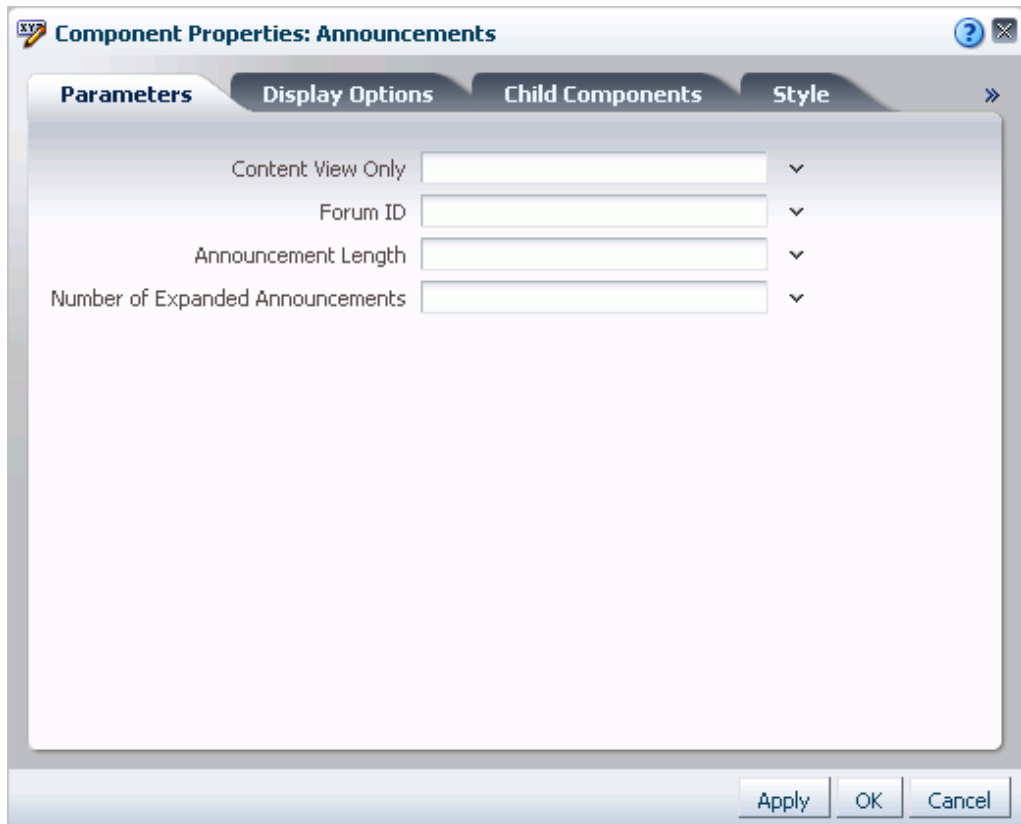 Component Properties: Announcements
Parameters Display Options Child Components Style »
Content View Only
Forum ID
Announcement Length
Number of Expanded Announcements
Apply OK Cancel